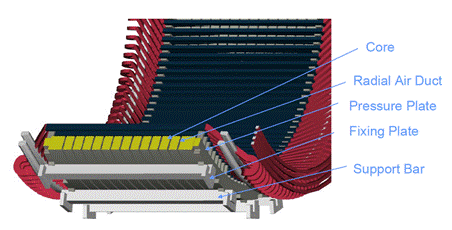 Core
Radial Air Duct
Pressure Plate
Fixing Plate
Support Bar